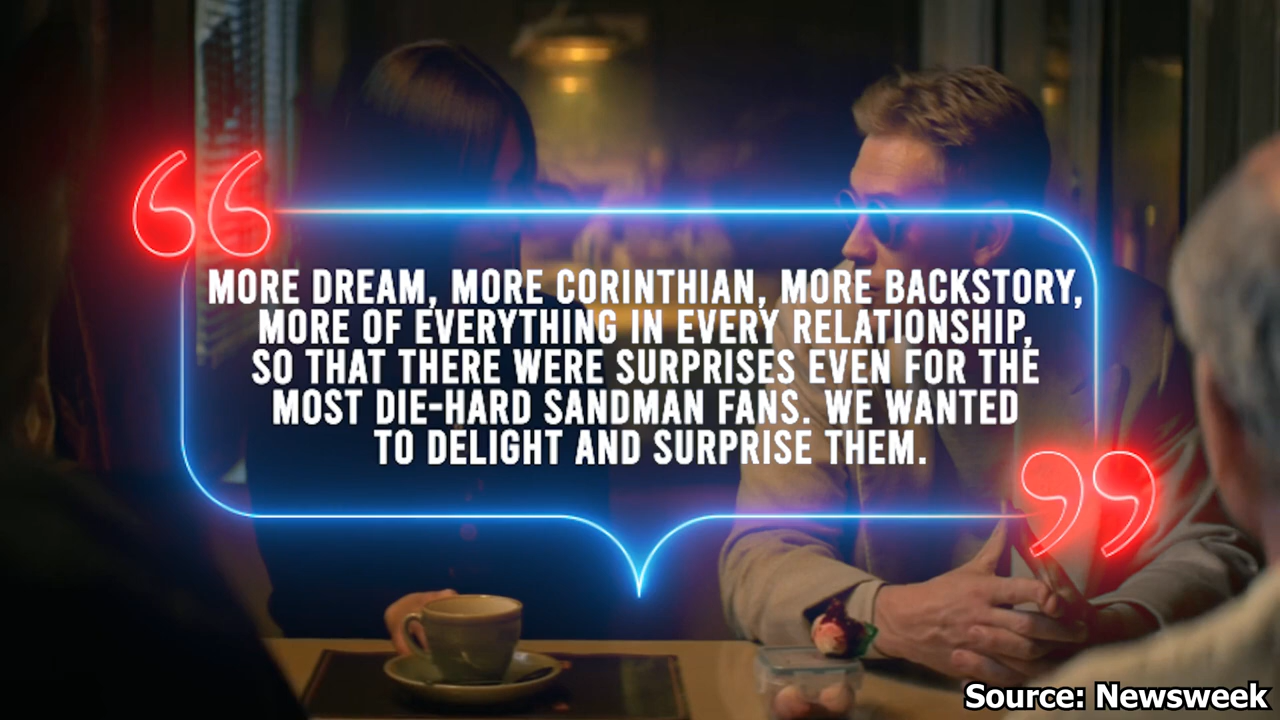 “
MORE DREAM, MORE CORINTHIAN, MORE BACKSTORY,
MORE OF EVERYTHING IN EVERY RELATIONSHIP,
SO THAT THERE WERE SURPRISES EVEN FOR THE
MOST DIE-HARD SANDMAN FANS. WE WANTED
TO DELIGHT AND SURPRISE THEM.
”
Source: Newsweek